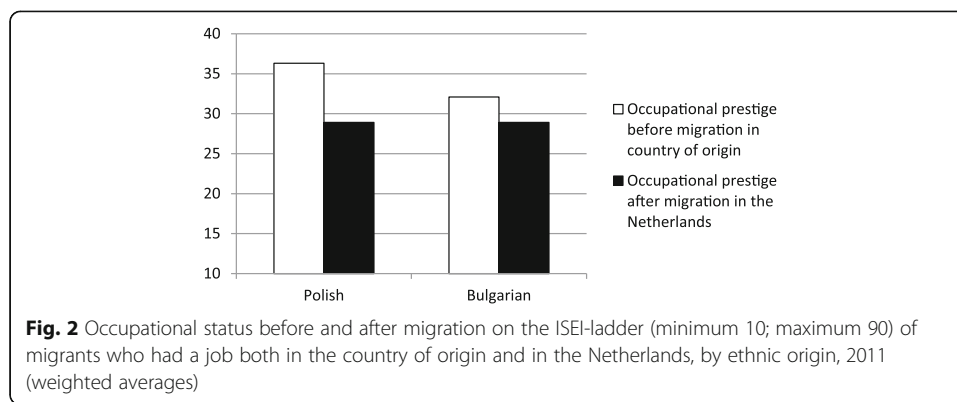 40
35
30
25
20
15
10
Polish
Bulgarian
Occupational prestige
before migration in
country of origin
Occupational prestige
after migration in the
Netherlands
Fig. 2 Occupational status before and after migration on the ISEI-ladder (minimum 10; maximum 90) of
migrants who had a job both in the country of origin and in the Netherlands, by ethnic origin, 2011
(weighted averages)